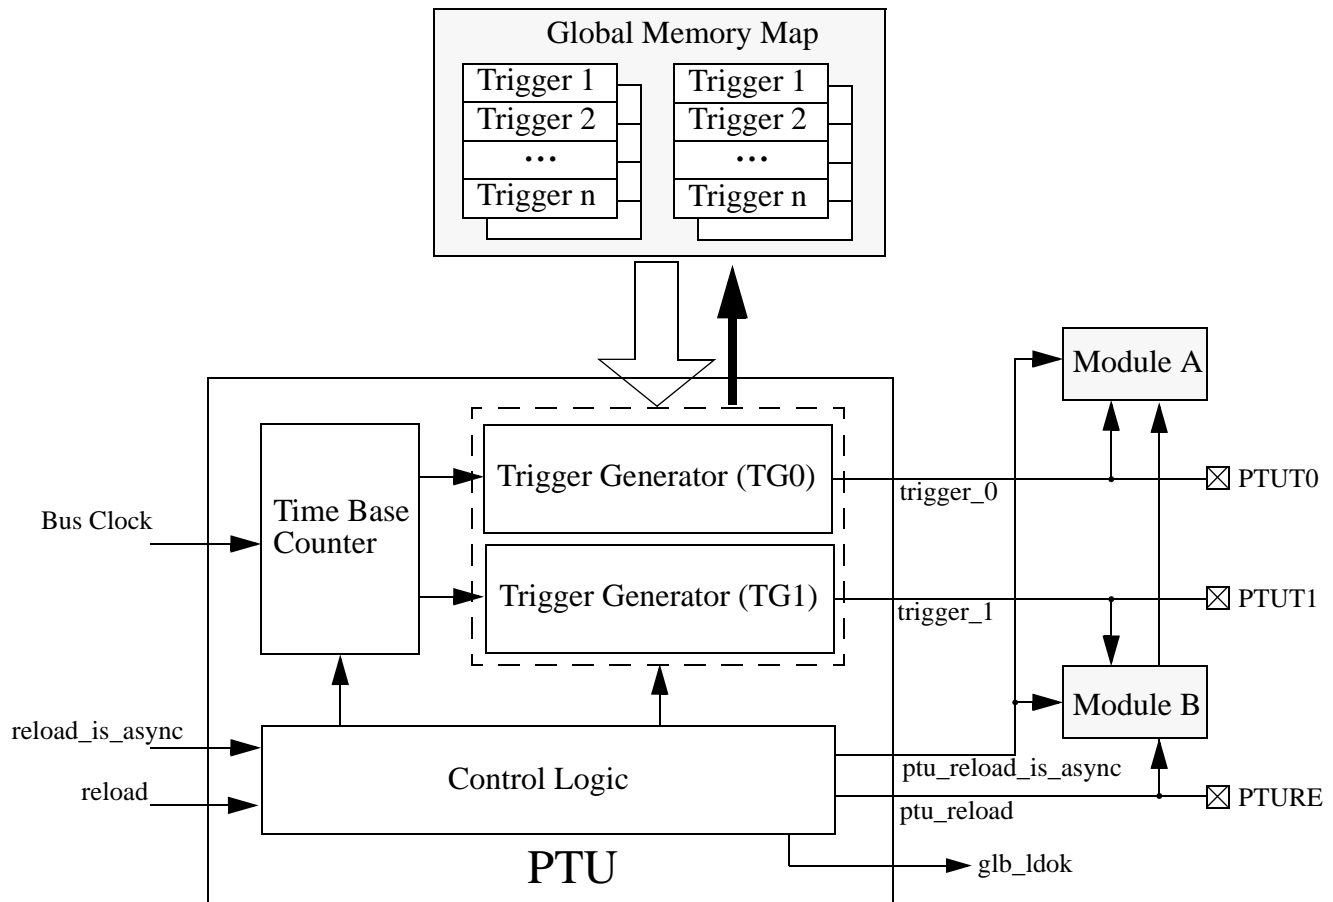 Global Memory Map
Trigger 1
Trigger 2
...
Trigger n
Trigger 1
Trigger 2
...
Trigger n
Module A
Trigger Generator (TG0)
trigger_0
PTUT0
Bus Clock
Time Base
Counter
Trigger Generator (TG1)
trigger_1
PTUT1
Module B
reload_is_async
reload
Control Logic
ptu_reload_is_async
ptu_reload
PTURE
PTU
glb_ldok